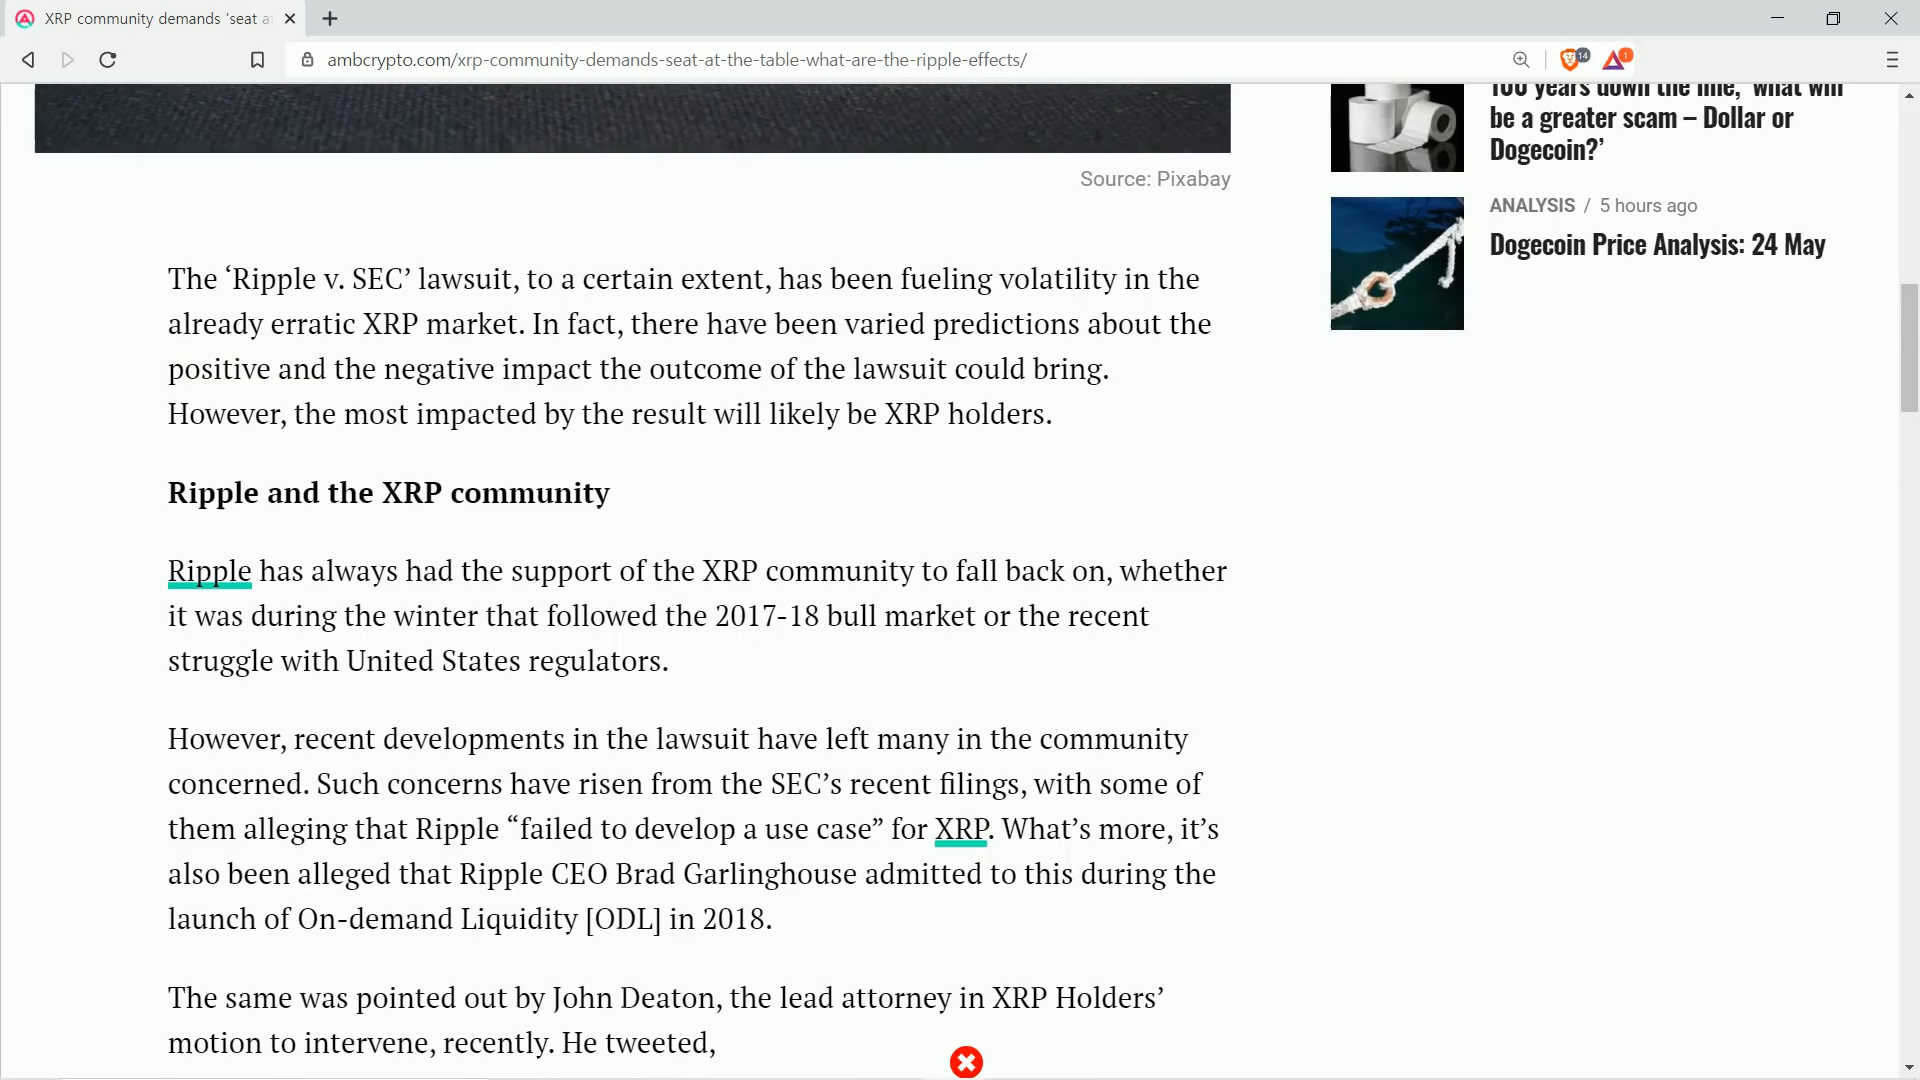 XRP community demands 'seat a
ambcrypto.com/xrp-community-demands-seat-at-the-table-what-are-the-ripple-effects/
14
1
Source: Pixabay
The ‘Ripple v. SEC’ lawsuit, to a certain extent, has been fueling volatility in the
already erratic XRP market. In fact, there have been varied predictions about the
positive and the negative impact the outcome of the lawsuit could bring.
However, the most impacted by the result will likely be XRP holders.
Ripple and the XRP community
Ripple has always had the support of the XRP community to fall back on, whether
it was during the winter that followed the 2017-18 bull market or the recent
struggle with United States regulators.
However, recent developments in the lawsuit have left many in the community
concerned. Such concerns have risen from the SEC’s recent filings, with some of
them alleging that Ripple “failed to develop a use case” for XRP. What’s more, it’s
also been alleged that Ripple CEO Brad Garlinghouse admitted to this during the
launch of On-demand Liquidity [ODL] in 2018.
The same was pointed out by John Deaton, the lead attorney in XRP Holders’
motion to intervene, recently. He tweeted,
100 years down the line, ‘what will
be a greater scam – Dollar or
Dogecoin?’
ANALYSIS / 5 hours ago
Dogecoin Price Analysis: 24 May